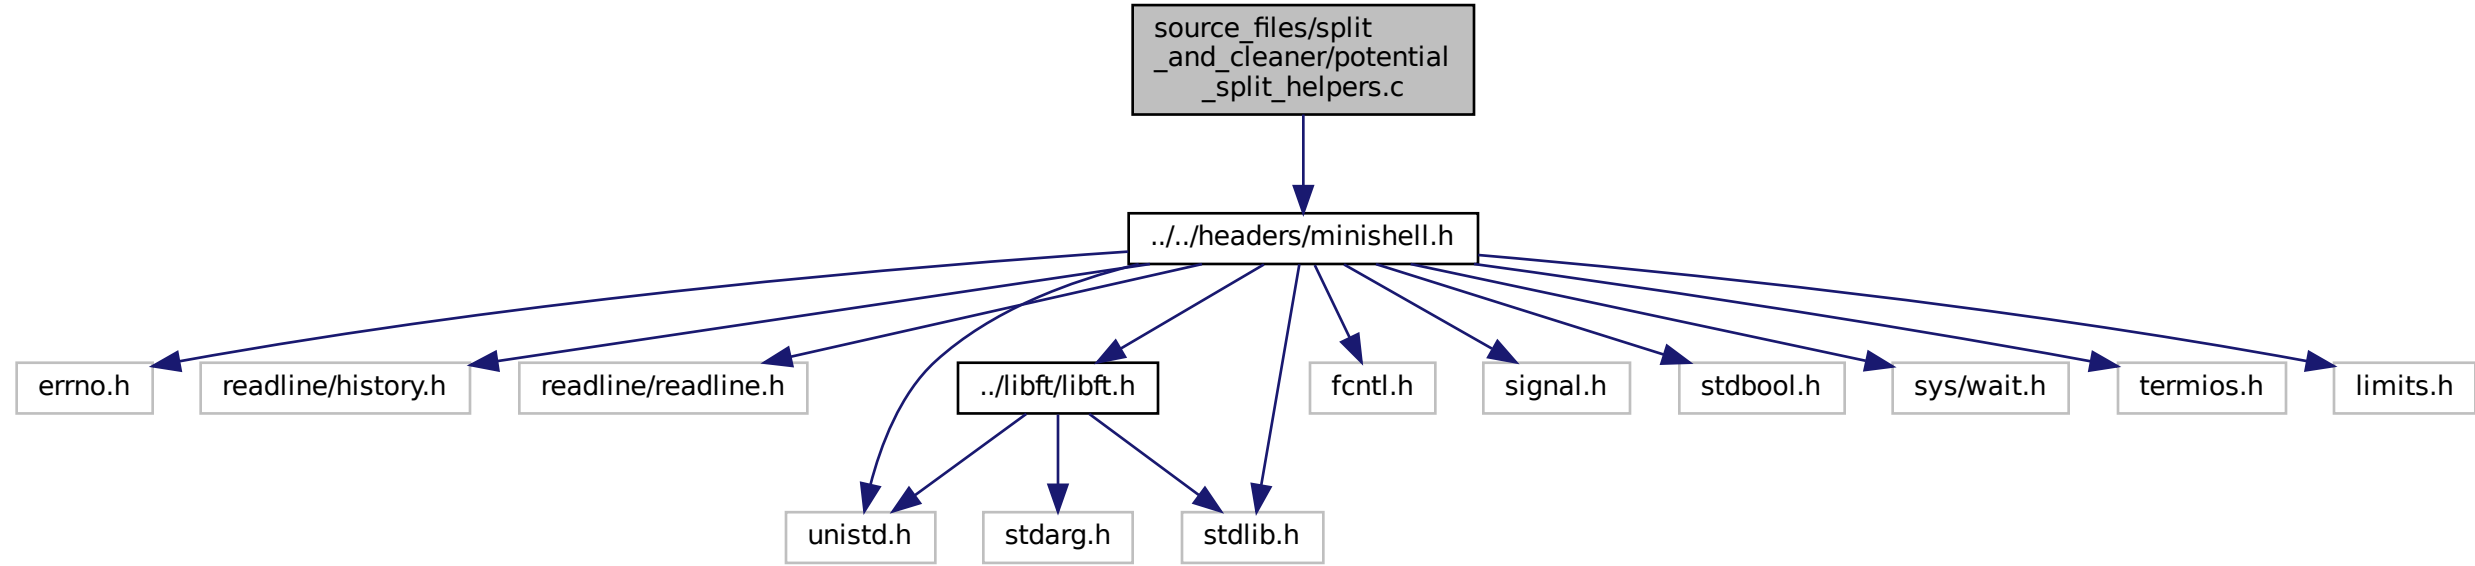 source_files/split
_and_cleaner/potential
_split_helpers.c
../../headers/minishell.h
errno.h
readline/history.h
readline/readline.h
../libft/libft.h
fcntl.h
signal.h
stdbool.h
sys/wait.h
termios.h
limits.h
unistd.h
stdarg.h
stdlib.h